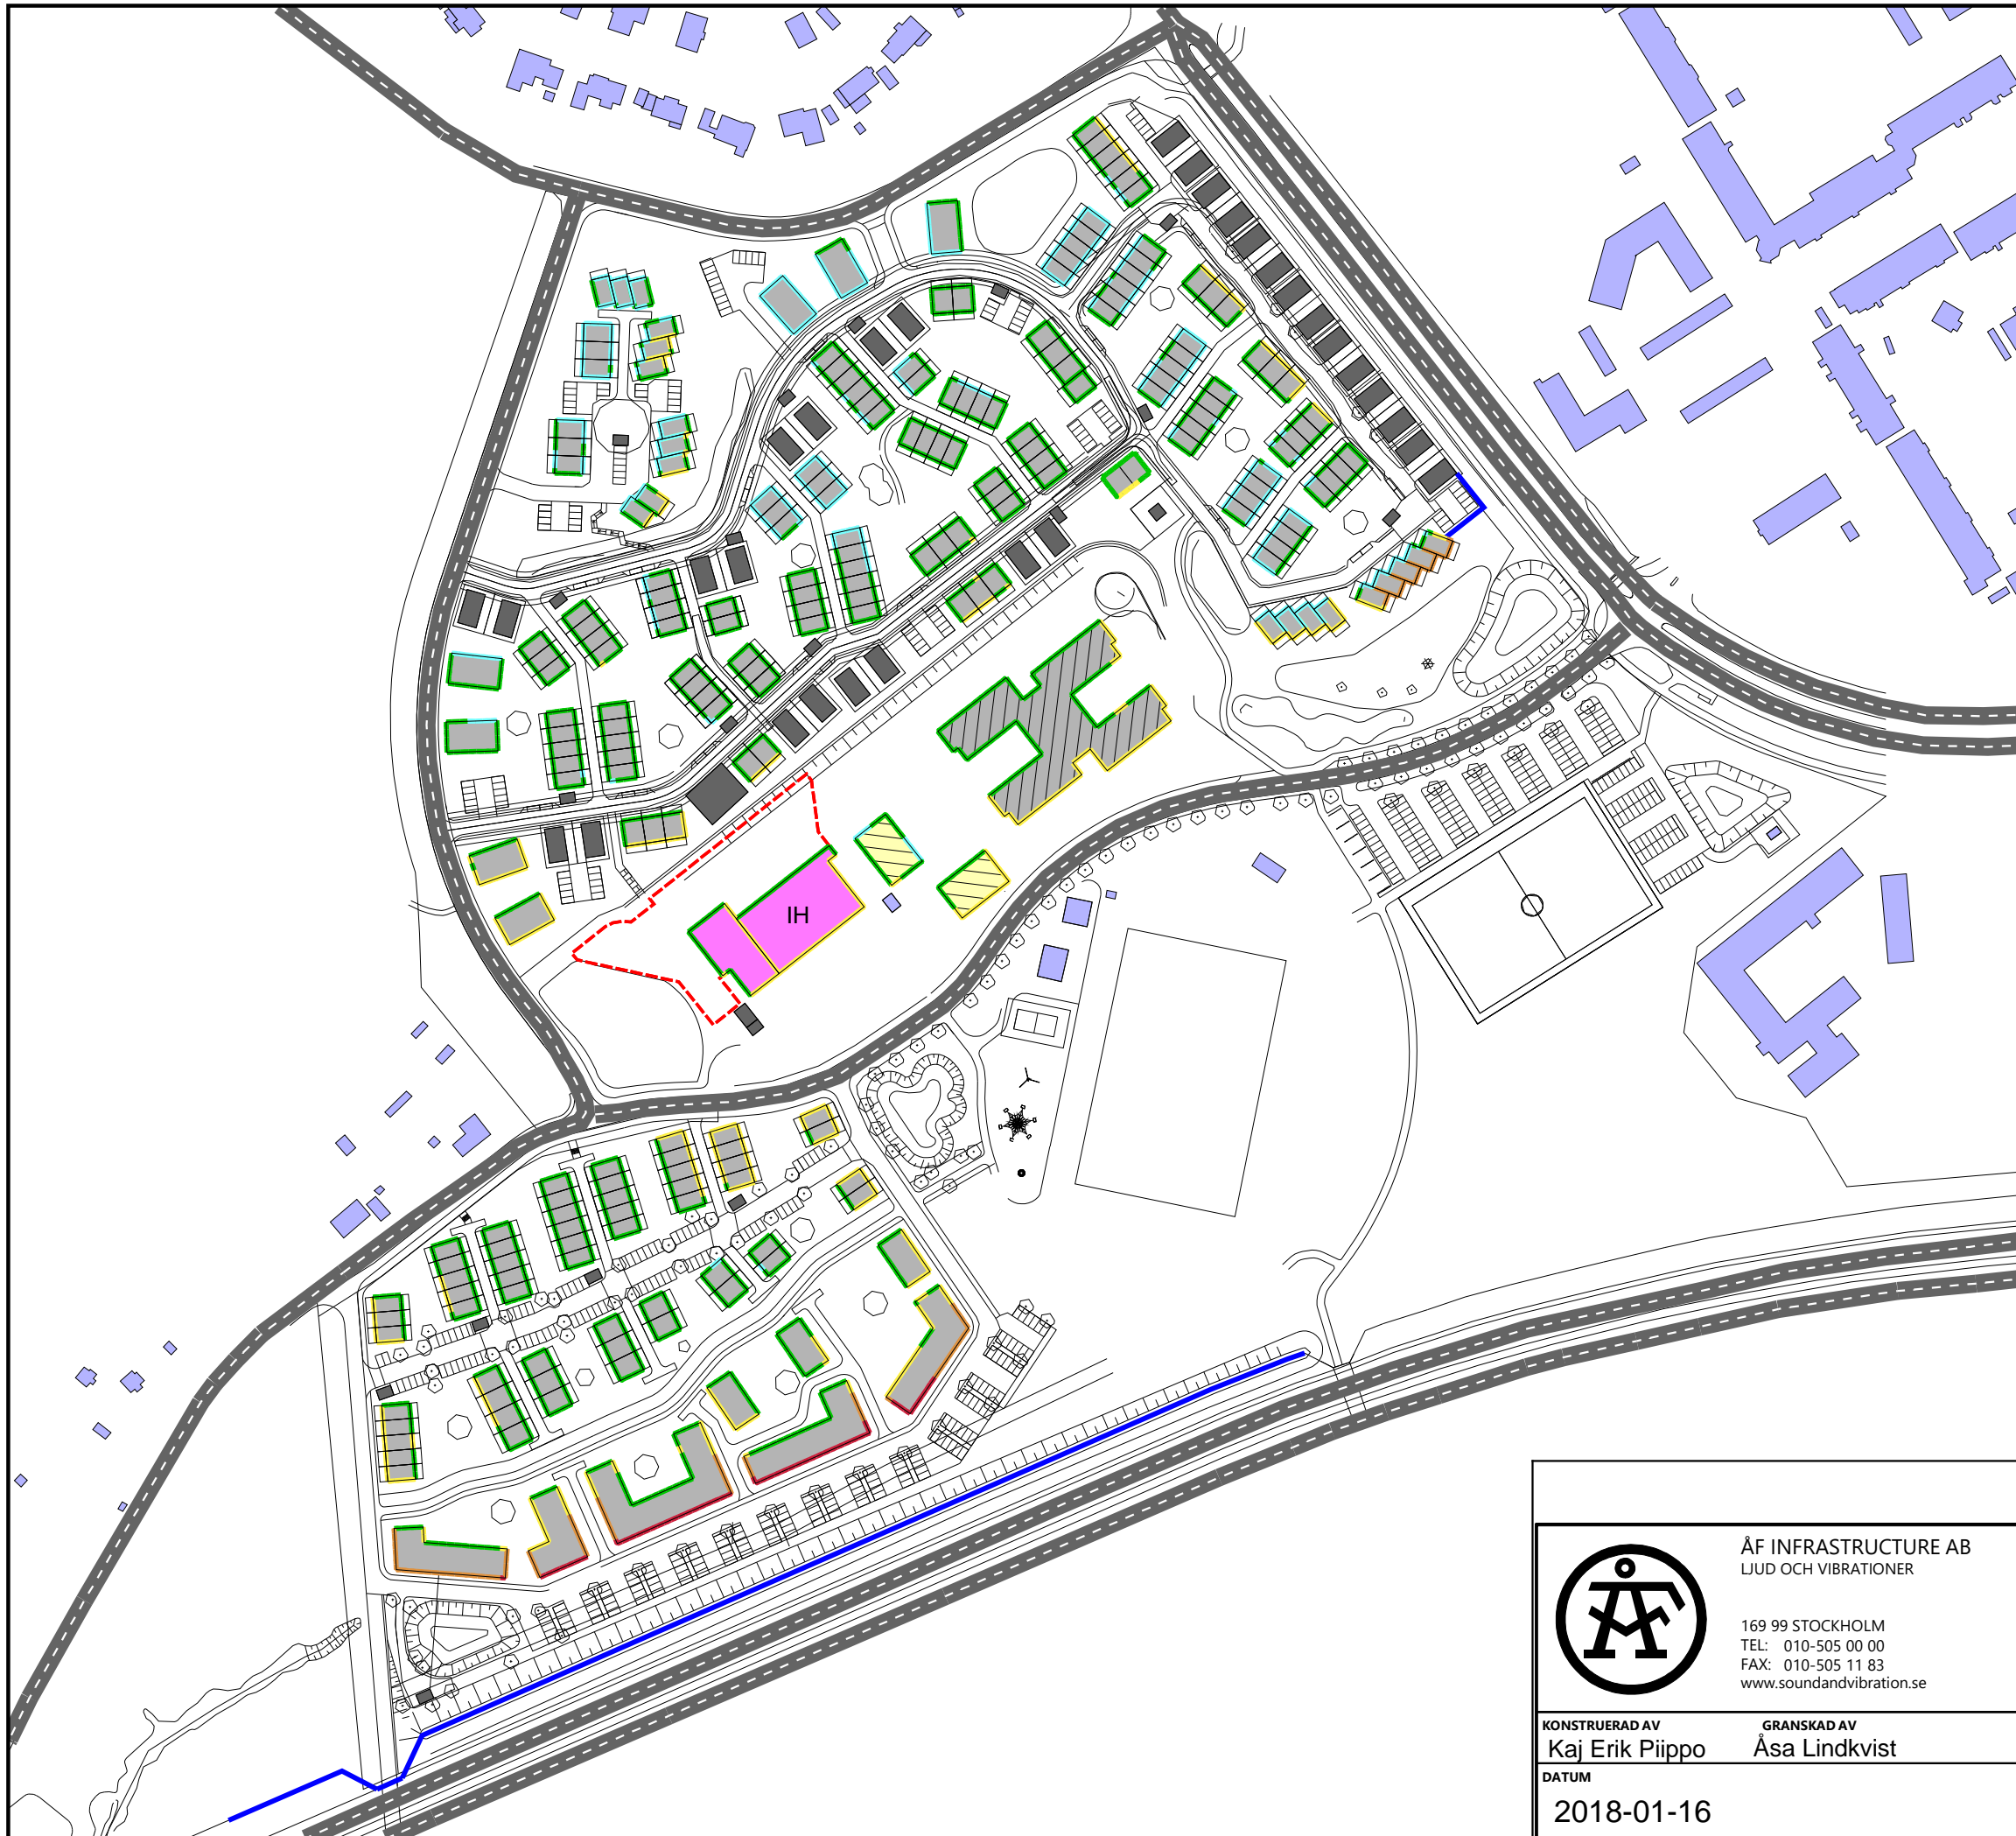 IH
ÅF INFRASTRUCTURE AB
LJUD OCH VIBRATIONER
169 99 STOCKHOLM
TEL: 010-505 00 00
FAX: 010-505 11 83
www.soundandvibration.se
KONSTRUERAD AV GRANSKAD AV
Kaj Erik Piippo Åsa Lindkvist
DATUM
2018-01-16